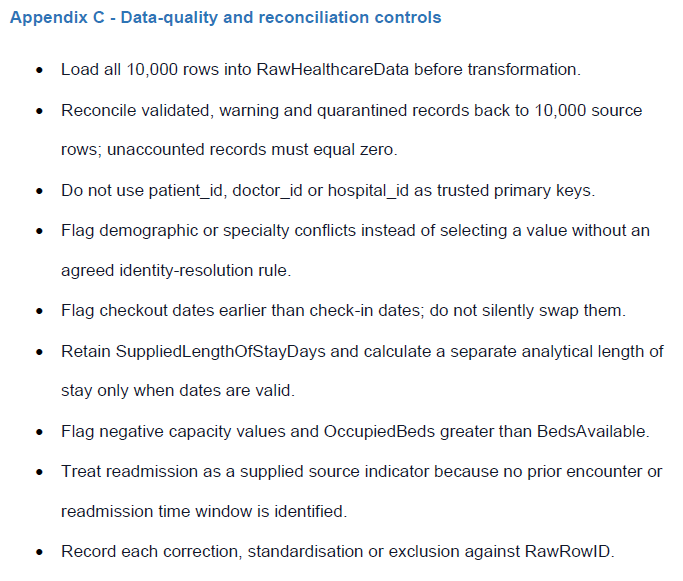 Appendix C - Data-quality and reconciliation controls
• Load all 10,000 rows into RawHealthcareData before transformation.
• Reconcile validated, warning and quarantined records back to 10,000 source
rows; unaccounted records must equal zero.
• Do not use patient_id, doctor_id or hospital_id as trusted primary keys.
• Flag demographic or specialty conflicts instead of selecting a value without an
agreed identity-resolution rule.
• Flag checkout dates earlier than check-in dates; do not silently swap them.
• Retain SuppliedLengthOfStayDays and calculate a separate analytical length of
stay only when dates are valid.
• Flag negative capacity values and OccupiedBeds greater than BedsAvailable.
• Treat readmission as a supplied source indicator because no prior encounter or
readmission time window is identified.
• Record each correction, standardisation or exclusion against RawRowID.